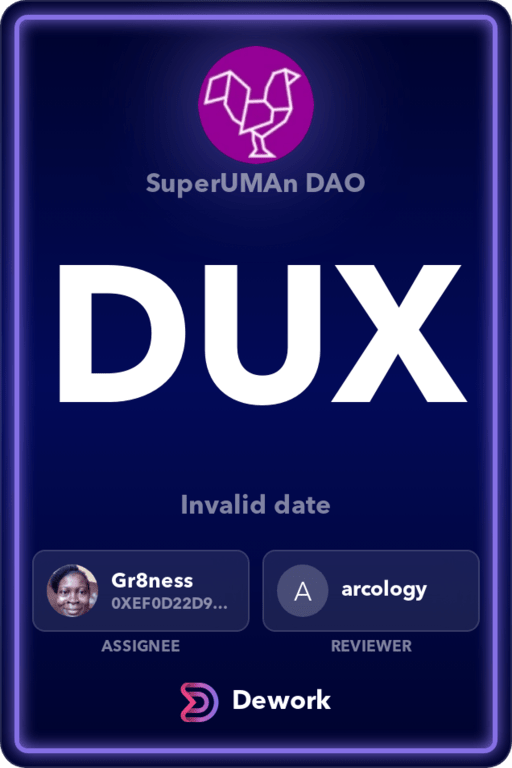 SuperUMAn DAO
DUX
Invalid date
Gr8ness
0XEF0D22D9...
ASSIGNEE
A
arcology
REVIEWER
Dework